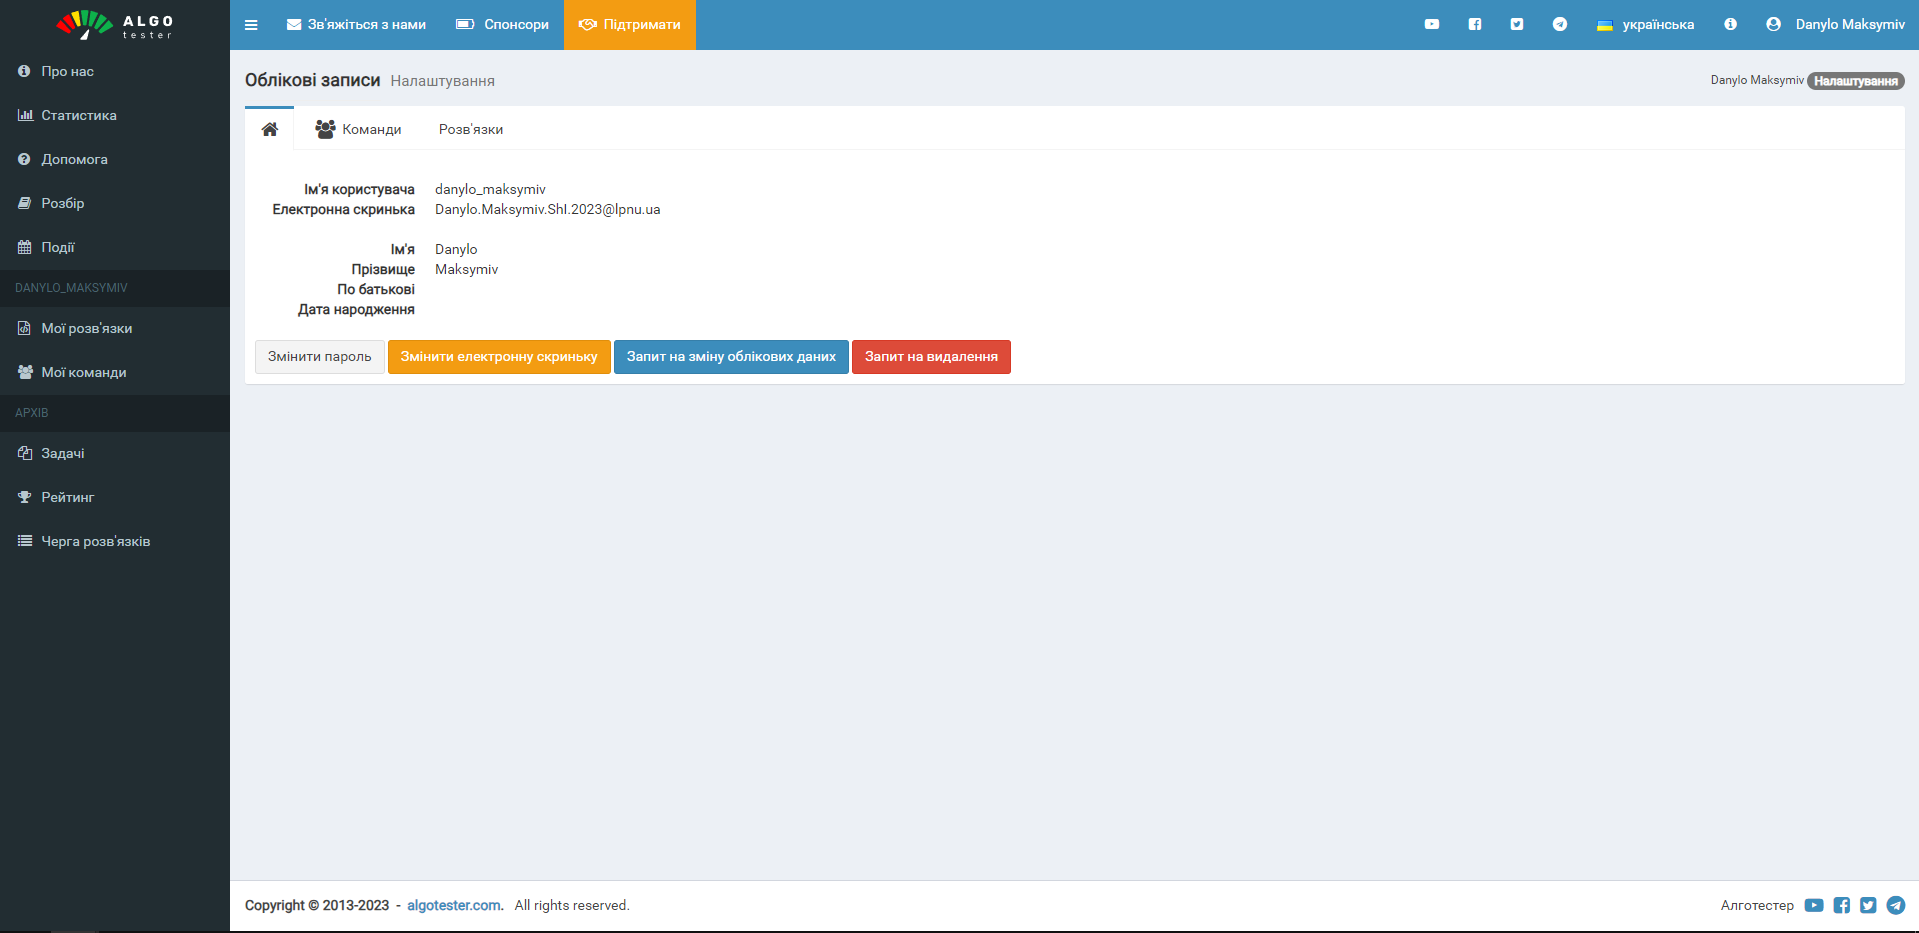 ALGO
tester
Зв'яжіться з нами
Спонсори
Підтримати
українська
Danylo Maksymiv
Про нас
Статистика
Допомога
Розбір
Події
DANYLO_MAKSYMIV
Мої розв'язки
Мої команди
АРХІВ
Задачі
Рейтинг
Черга розв'язків
Облікові записи Налаштування
Danylo Maksymiv Налаштування
Команди
Розв'язки
Ім'я користувача danylo_maksymiv
Електронна скринька Danylo.Maksymiv.ShI.2023@lpnu.ua
Ім'я Danylo
Прізвище Maksymiv
По батькові
Дата народження
Змінити пароль
Змінити електронну скриньку
Запит на зміну облікових даних
Запит на видалення
Copyright © 2013-2023 - algotester.com. All rights reserved.
Алготестер